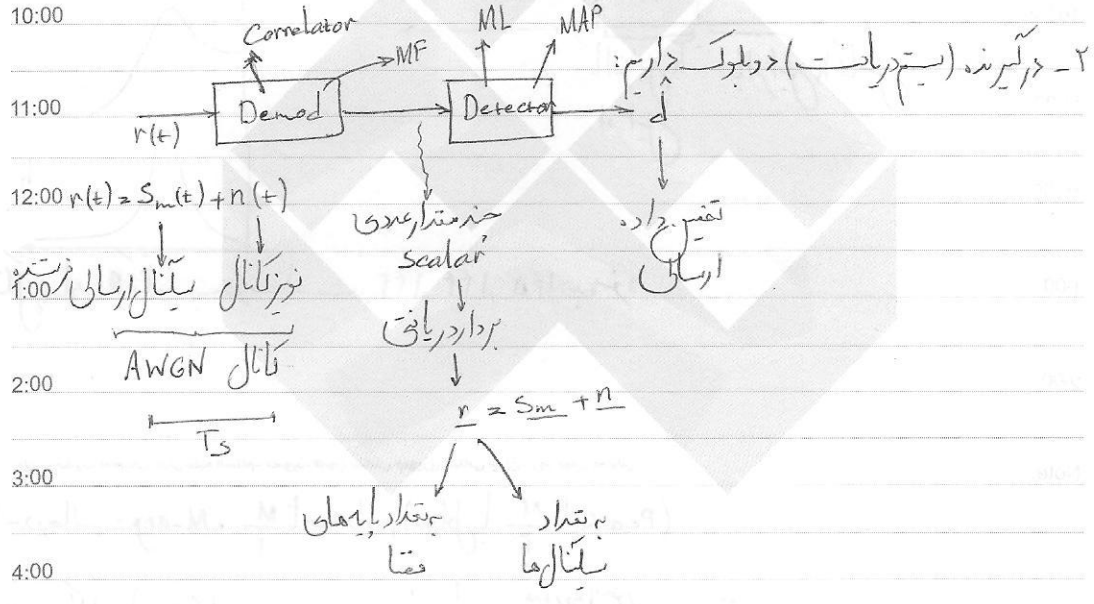 10:00
Correlator
MF
ML
MAP
۲- در گیرنده (سیستم دریافت) دو بلوک داریم:
11:00
r(t)
Demod
Detector
d̂
12:00
r(t) = Sm(t) + n(t)
چند مقدار عددی
Scalar
تخمین داده
ارسالی
1:00
نویز کانال
سیگنال ارسالی فرستنده
بردار دریافتی
کانال AWGN
2:00
r = Sm + n
Ts
3:00
به تعداد پایه‌های
فضا
به تعداد
سیگنال‌ها
4:00